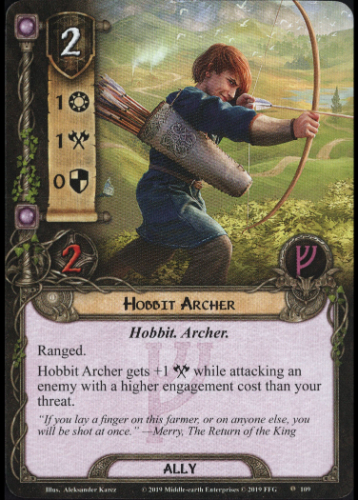 2
1
1
0
2
HOBBIT ARCHER
Hobbit. Archer.
Ranged.
Hobbit Archer gets +1 while attacking an
enemy with a higher engagement cost than your
threat.
"If you lay a finger on this farmer, or on anyone else, you
will be shot at once." —Merry, The Return of the King
Illus. Aleksander Karcz
ALLY
© 2019 Middle-earth Enterprises © 2019 FFG
109